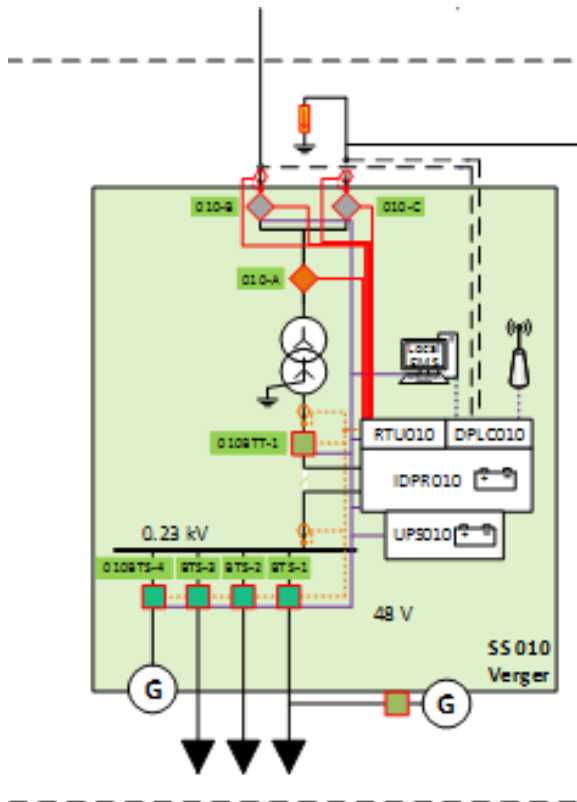 010-B
010-C
010-A
Local
EMS
010BTT-1
RTU010
DPLC010
IDPR010
UPS010
0.23 kV
010BTS-4
BTS-3
BTS-2
BTS-1
48 V
SS 010
Verger
G
G